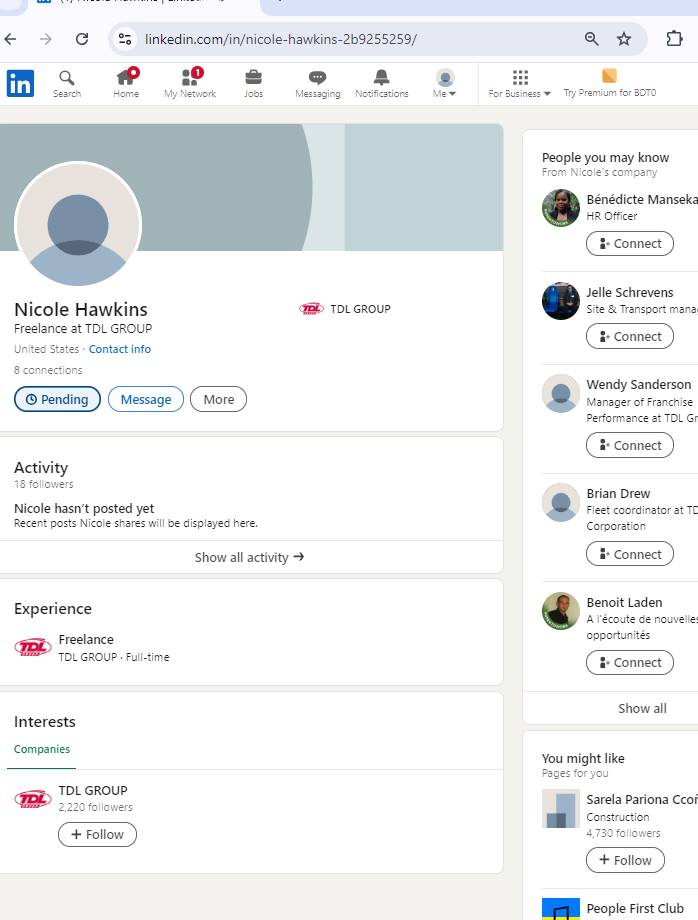 linkedin.com/in/nicole-hawkins-2b9255259/
in
Search
Home
1
My Network
Jobs
Messaging
Notifications
Me
For Business
Try Premium for BDT0
Nicole Hawkins
Freelance at TDL GROUP
United States · Contact info
8 connections
Pending
Message
More
TDL
TDL GROUP
Activity
18 followers
Nicole hasn't posted yet
Recent posts Nicole shares will be displayed here.
Show all activity →
Experience
TDL
Freelance
TDL GROUP · Full-time
Interests
Companies
TDL
TDL GROUP
2,220 followers
+ Follow
People you may know
From Nicole's company
Bénédicte Manseka
HR Officer
Connect
Jelle Schrevens
Site & Transport mana
Connect
Wendy Sanderson
Manager of Franchise
Performance at TDL Gr
Connect
Brian Drew
Fleet coordinator at TD
Corporation
Connect
Benoit Laden
A l'écoute de nouvelles
opportunités
Connect
Show all
You might like
Pages for you
Sarela Pariona Ccoñ
Construction
4,730 followers
+ Follow
People First Club